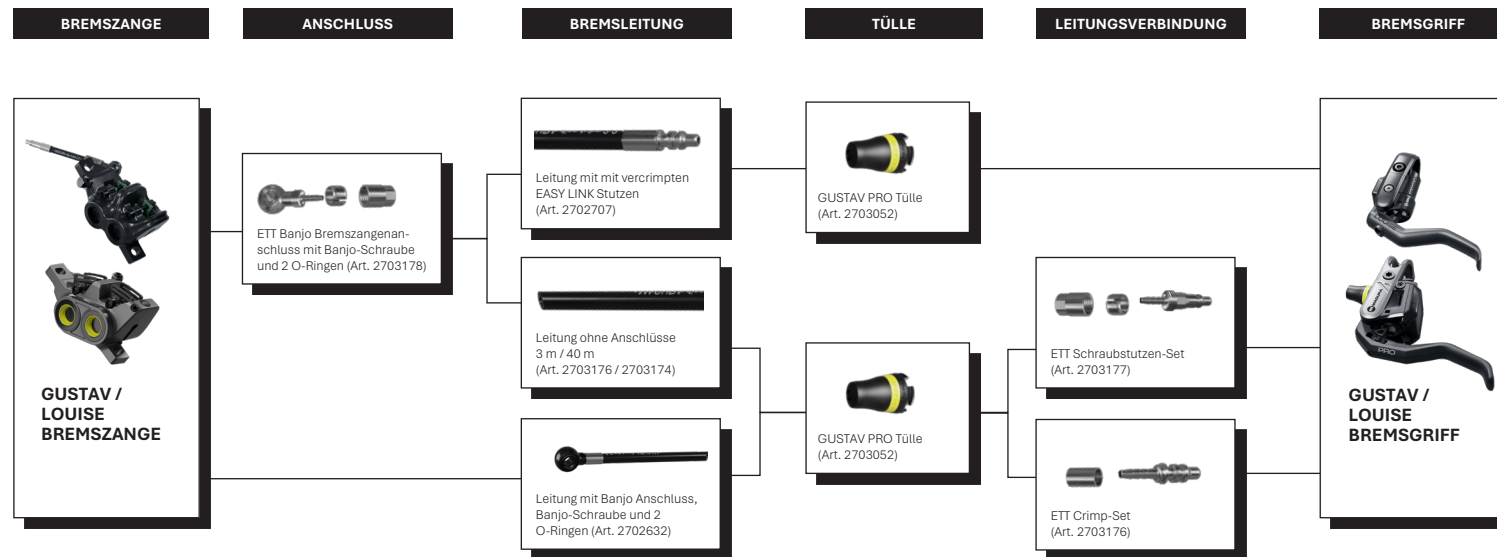 BREMSZANGE
ANSCHLUSS
BREMSLEITUNG
TÜLLE
LEITUNGSVERBINDUNG
BREMSGRIFF
GUSTAV /
LOUISE
BREMSZANGE
ETT Banjo Bremszangenan-
schluss mit Banjo-Schraube
und 2 O-Ringen (Art. 2703178)
Leitung mit mit vercrimpten
EASY LINK Stutzen
(Art. 2702707)
Leitung ohne Anschlüsse
3 m / 40 m
(Art. 2703176 / 2703174)
Leitung mit Banjo Anschluss,
Banjo-Schraube und 2
O-Ringen (Art. 2702632)
GUSTAV PRO Tülle
(Art. 2703052)
GUSTAV PRO Tülle
(Art. 2703052)
ETT Schraubstutzen-Set
(Art. 2703177)
ETT Crimp-Set
(Art. 2703176)
PRO
GUSTAV /
LOUISE
BREMSGRIFF